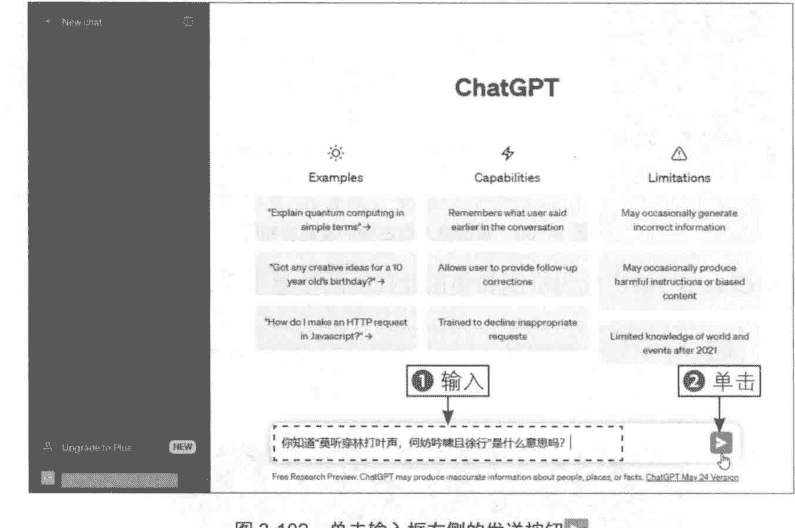 New chat
ChatGPT
Examples
Capabilities
Limitations
"Explain quantum computing in
simple terms" →
Remembers what user said
earlier in the conversation
May occasionally generate
incorrect information
"Got any creative ideas for a 10
year old's birthday?" →
Allows user to provide follow-up
corrections
May occasionally produce
harmful instructions or biased
content
"How do I make an HTTP request
in Javascript?" →
Trained to decline inappropriate
requests
Limited knowledge of world and
events after 2021
❶ 输入
❷ 单击
你知道“莫听穿林打叶声，何妨吟啸且徐行”是什么意思吗？
Upgrade to Plus
NEW
Free Research Preview. ChatGPT may produce inaccurate information about people, places, or facts. ChatGPT May 24 Version
单击输入框右侧的发送按钮